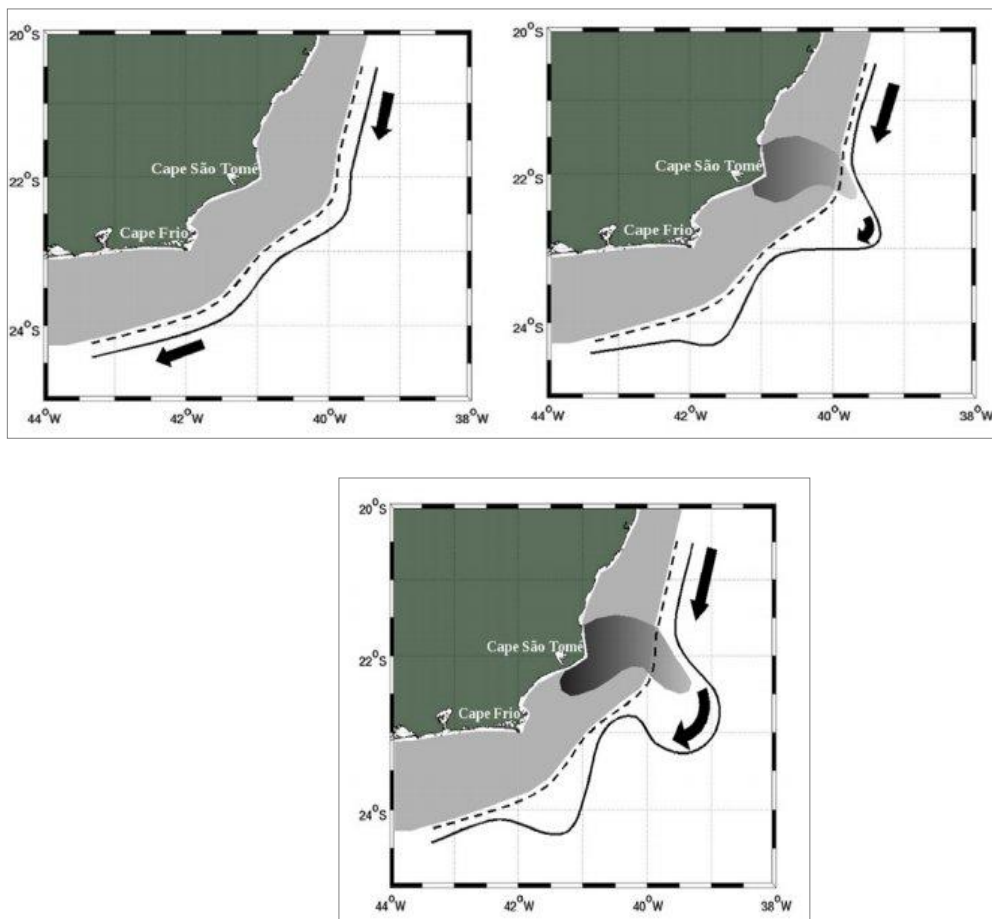 20°S
22°S
24°S
44°W 42°W 40°W 38°W
Cape São Tomé
Cape Frio
20°S
22°S
24°S
44°W 42°W 40°W 38°W
Cape São Tomé
Cape Frio
20°S
22°S
24°S
44°W 42°W 40°W 38°W
Cape São Tomé
Cape Frio